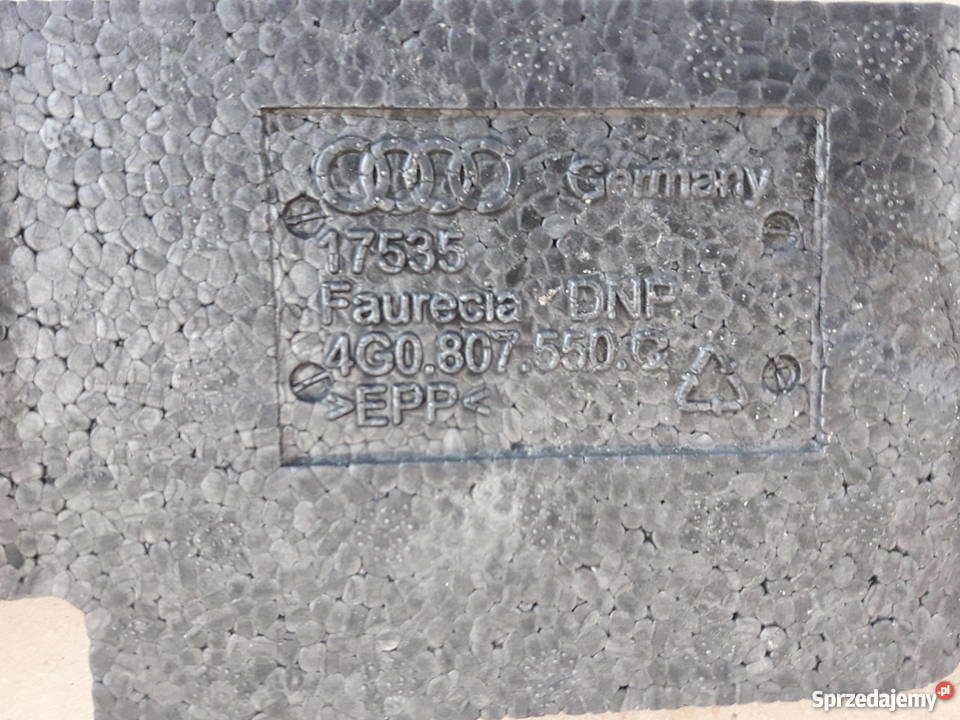 Germany
17535
Faurecia DNP
4G0.807.550.C
>EPP<
Sprzedajemy.pl